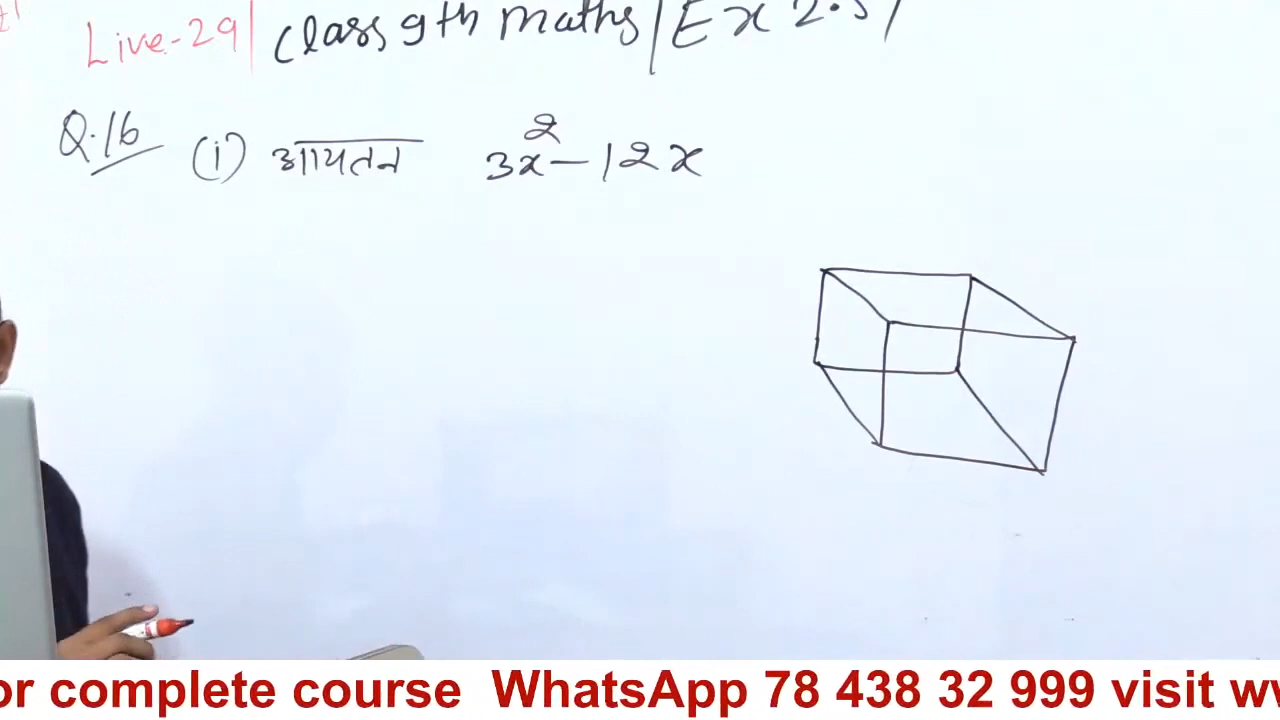 Live-29 | Class 9th Maths | Ex 2.5 |
Q.16 (i) आयतन 3x² – 12x
or complete course WhatsApp 78 438 32 999 visit